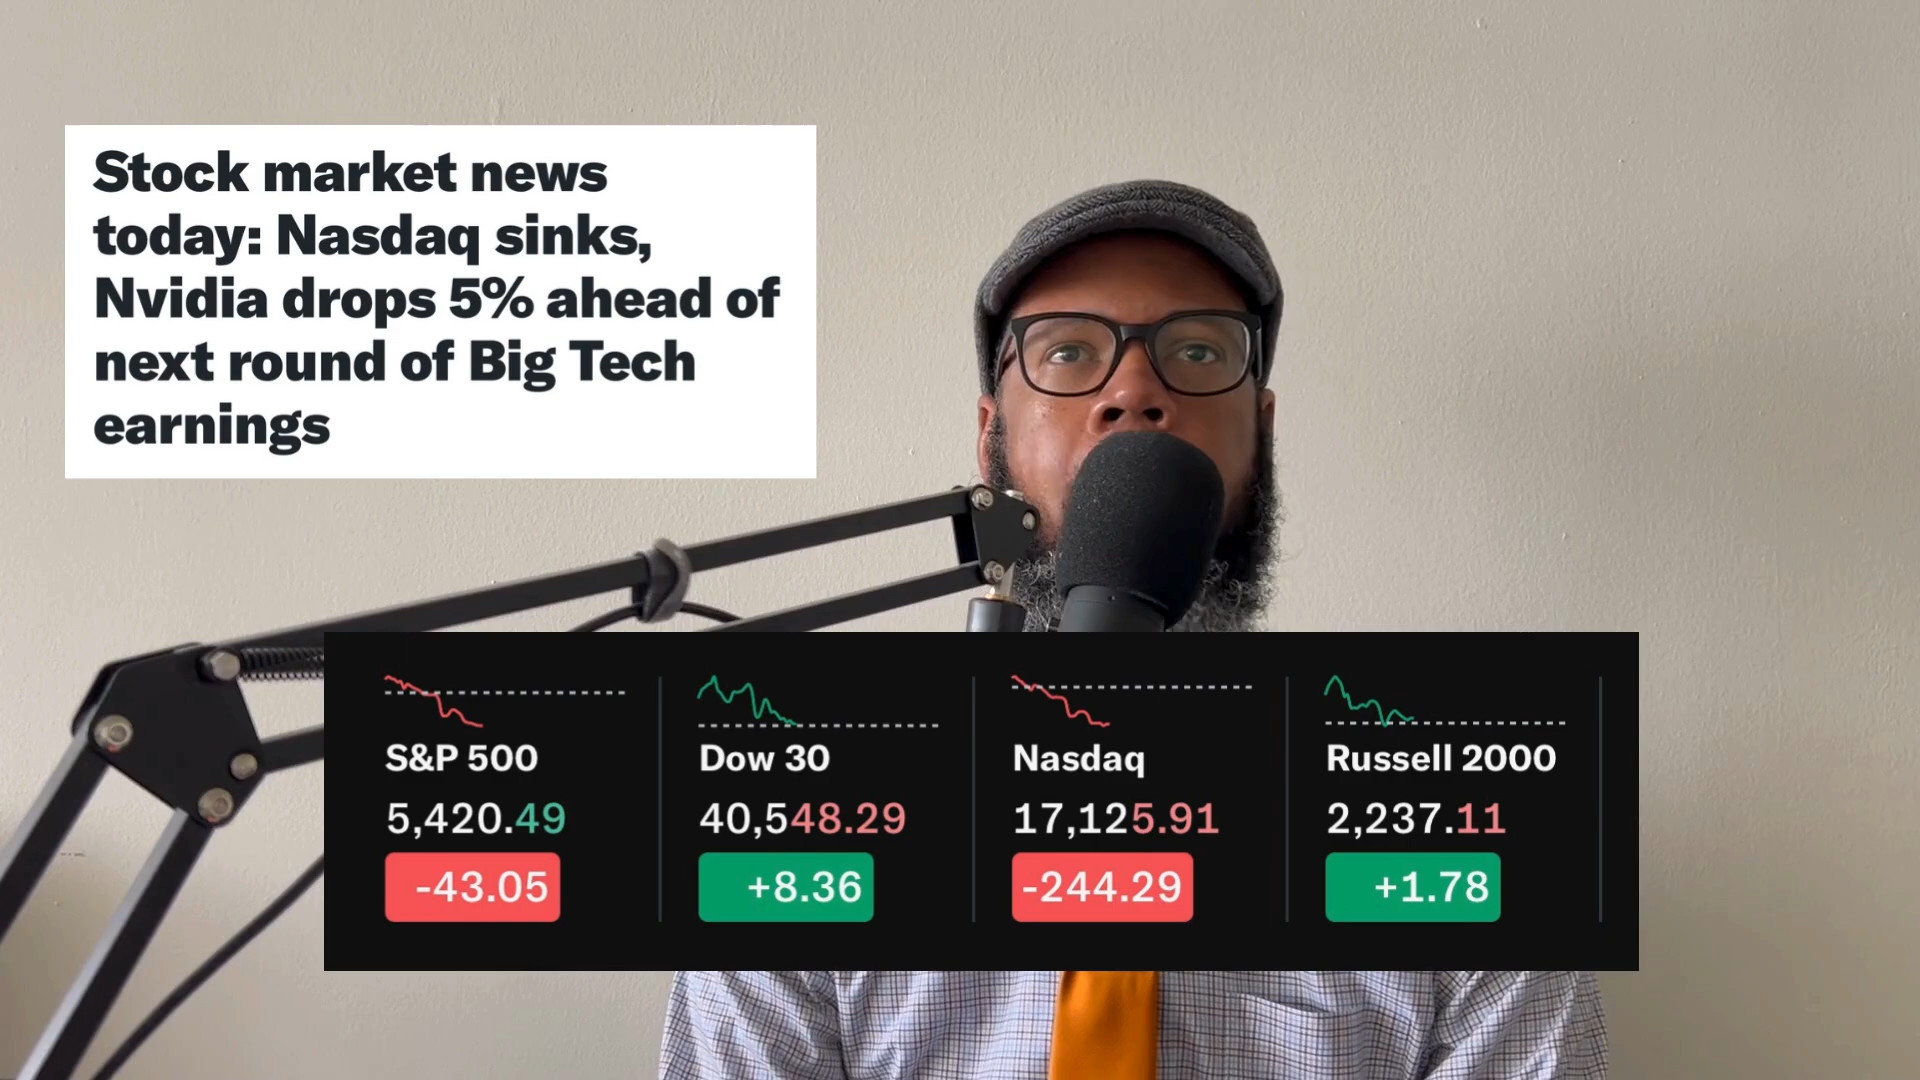 Stock market news
today: Nasdaq sinks,
Nvidia drops 5% ahead of
next round of Big Tech
earnings
S&P 500
5,420.49
-43.05
Dow 30
40,548.29
+8.36
Nasdaq
17,125.91
-244.29
Russell 2000
2,237.11
+1.78